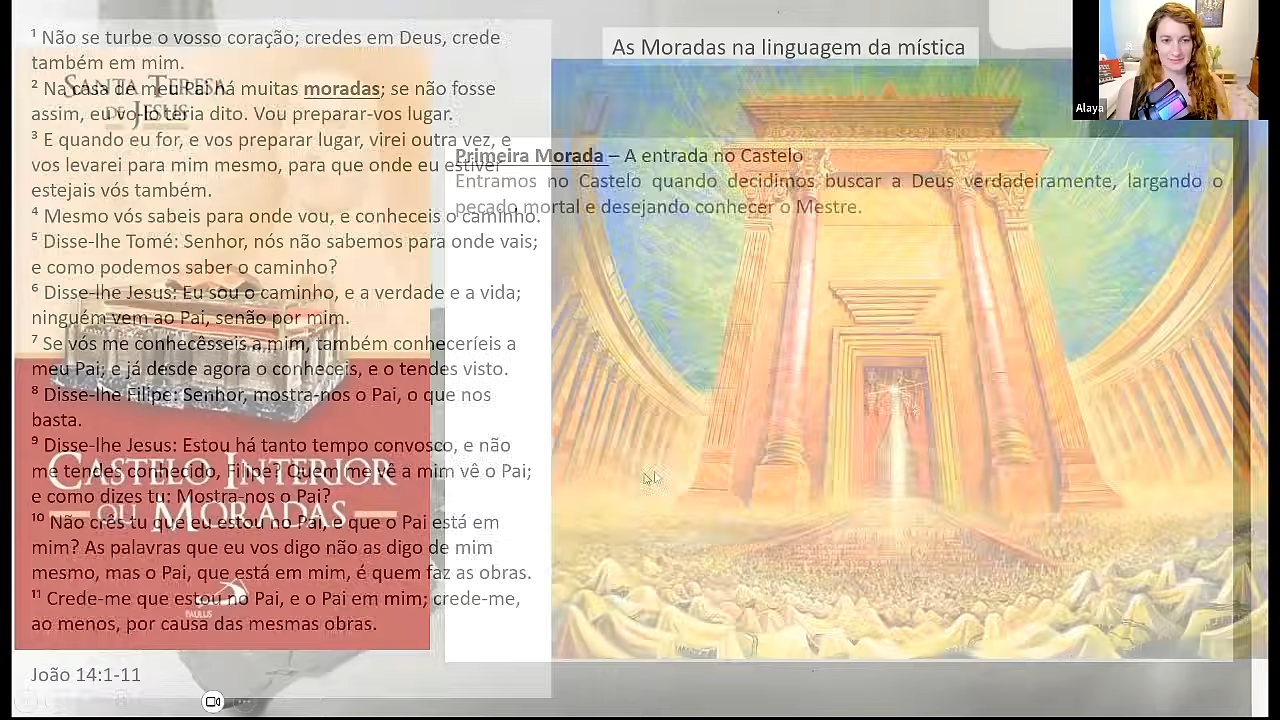 ¹ Não se turbe o vosso coração; credes em Deus, crede
também em mim.
² Na casa de meu Pai há muitas moradas; se não fosse
assim, eu vo-lo teria dito. Vou preparar-vos lugar.
³ E quando eu for, e vos preparar lugar, virei outra vez, e
vos levarei para mim mesmo, para que onde eu estiver
estejais vós também.
⁴ Mesmo vós sabeis para onde vou, e conheceis o caminho.
⁵ Disse-lhe Tomé: Senhor, nós não sabemos para onde vais;
e como podemos saber o caminho?
⁶ Disse-lhe Jesus: Eu sou o caminho, e a verdade e a vida;
ninguém vem ao Pai, senão por mim.
⁷ Se vós me conhecêsseis a mim, também conheceríeis a
meu Pai; e já desde agora o conheceis, e o tendes visto.
⁸ Disse-lhe Filipe: Senhor, mostra-nos o Pai, o que nos
basta.
⁹ Disse-lhe Jesus: Estou há tanto tempo convosco, e não
me tendes conhecido, Filipe? Quem me vê a mim vê o Pai;
e como dizes tu: Mostra-nos o Pai?
¹⁰ Não crês tu que eu estou no Pai, e que o Pai está em
mim? As palavras que eu vos digo não as digo de mim
mesmo, mas o Pai, que está em mim, é quem faz as obras.
¹¹ Crede-me que estou no Pai, e o Pai em mim; crede-me,
ao menos, por causa das mesmas obras.
João 14:1-11
SANTA TERESA
DE JESUS
CASTELO INTERIOR
OU MORADAS
PAULUS
As Moradas na linguagem da mística
Primeira Morada – A entrada no Castelo
Entramos no Castelo quando decidimos buscar a Deus verdadeiramente, largando o
pecado mortal e desejando conhecer o Mestre.
Alaya